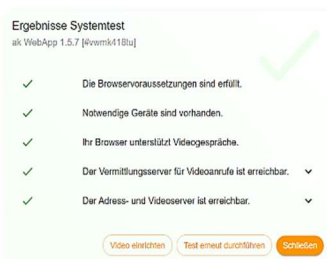 Ergebnisse Systemtest
ak WebApp 1.5.7 [#vwmk418tu]
Die Browservoraussetzungen sind erfüllt.
Notwendige Geräte sind vorhanden.
Ihr Browser unterstützt Videogespräche.
Der Vermittlungsserver für Videoanrufe ist erreichbar.
Der Adress- und Videoserver ist erreichbar.
Video einrichten
Test erneut durchführen
Schließen